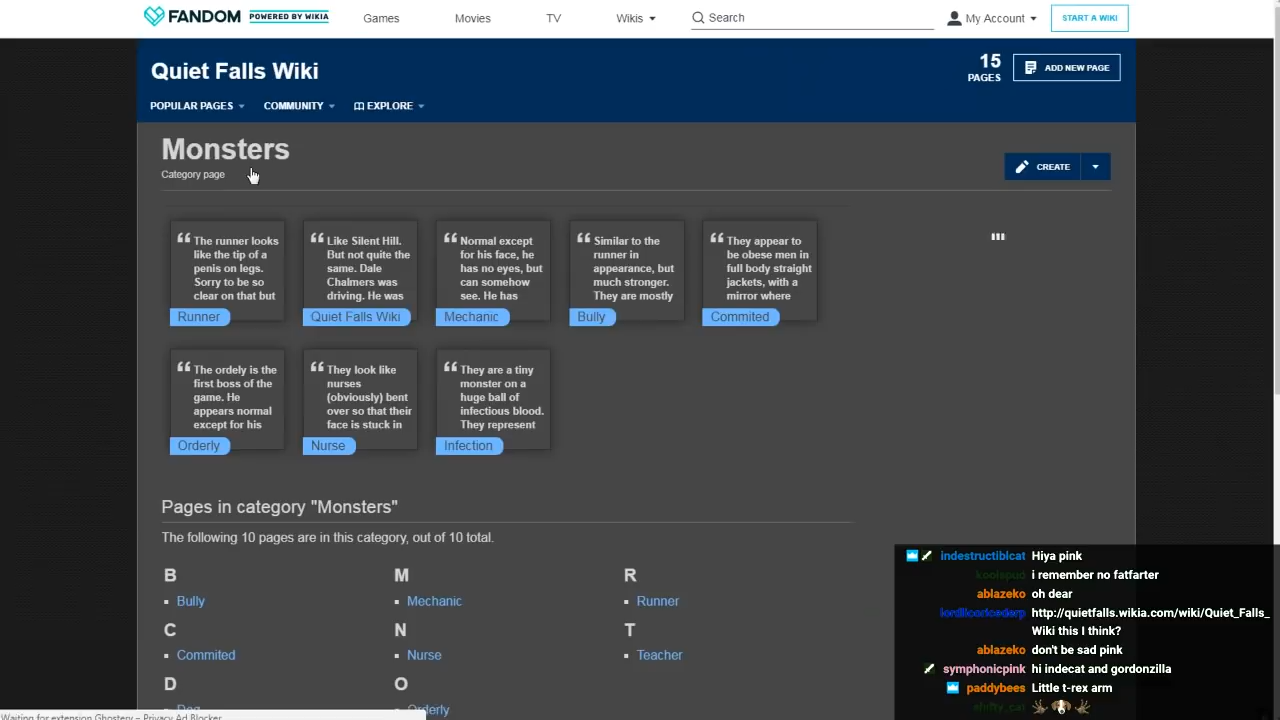 FANDOM POWERED BY WIKIA Games Movies TV Wikis Search My Account START A WIKI
Quiet Falls Wiki
15
PAGES
ADD NEW PAGE
POPULAR PAGES COMMUNITY EXPLORE
Monsters
Category page
CREATE
The runner looks
like the tip of a
penis on legs.
Sorry to be so
clear on that but
Runner
Like Silent Hill.
But not quite the
same. Dale
Chalmers was
driving. He was
Quiet Falls Wiki
Normal except
for his face, he
has no eyes, but
can somehow
see. He has
Mechanic
Similar to the
runner in
appearance, but
much stronger.
They are mostly
Bully
They appear to
be obese men in
full body straight
jackets, with a
mirror where
Commited
The ordely is the
first boss of the
game. He
appears normal
except for his
Orderly
They look like
nurses
(obviously) bent
over so that their
face is stuck in
Nurse
They are a tiny
monster on a
huge ball of
infectious blood.
They represent
Infection
Pages in category "Monsters"
The following 10 pages are in this category, out of 10 total.
B
Bully
C
Commited
D
Dog
M
Mechanic
N
Nurse
O
Orderly
R
Runner
T
Teacher
indestructiblcat Hiya pink
koolspud i remember no fatfarter
ablazeko oh dear
http://quietfalls.wikia.com/wiki/Quiet_Falls_
Wiki this I think?
ablazeko don't be sad pink
symphonicpink hi indecat and gordonzilla
paddybees Little t-rex arm
Waiting for extension Ghostery – Privacy Ad Blocker